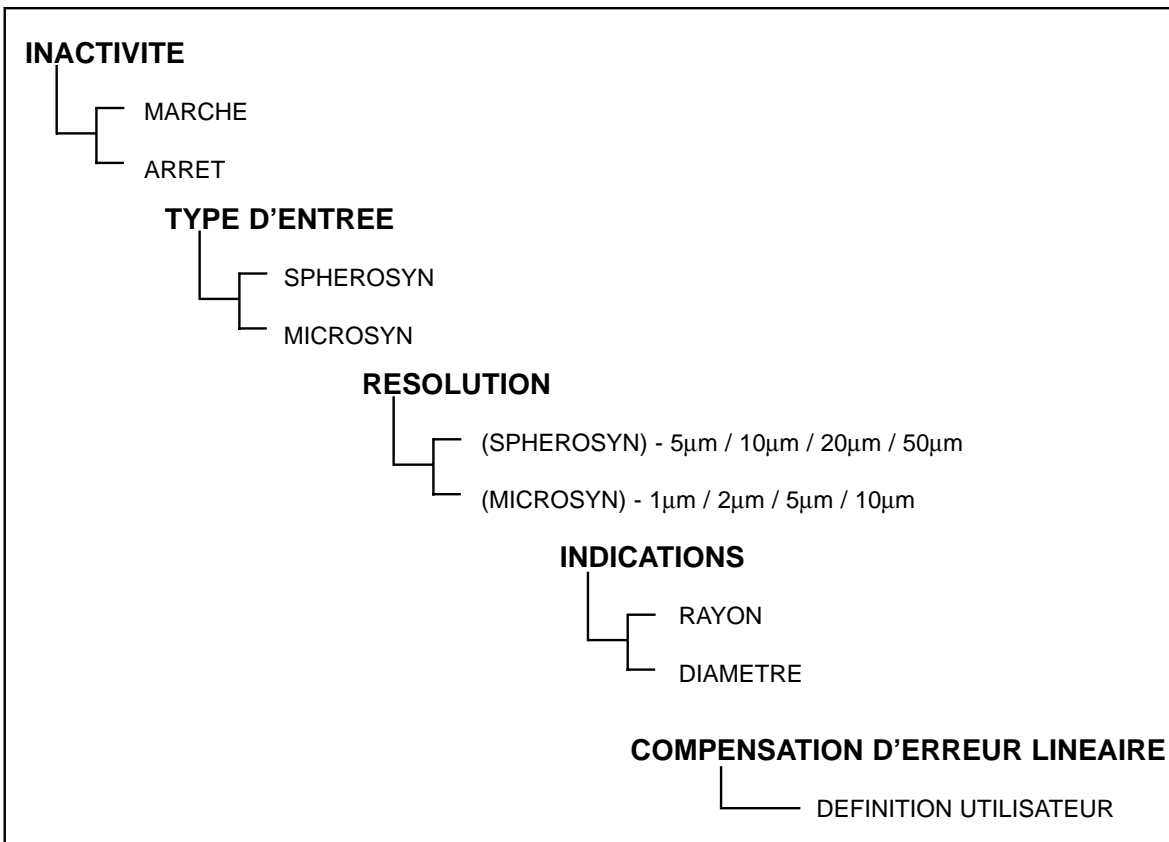 INACTIVITE
MARCHE
ARRET
TYPE D'ENTREE
SPHEROSYN
MICROSYN
RESOLUTION
(SPHEROSYN) - 5µm / 10µm / 20µm / 50µm
(MICROSYN) - 1µm / 2µm / 5µm / 10µm
INDICATIONS
RAYON
DIAMETRE
COMPENSATION D'ERREUR LINEAIRE
DEFINITION UTILISATEUR